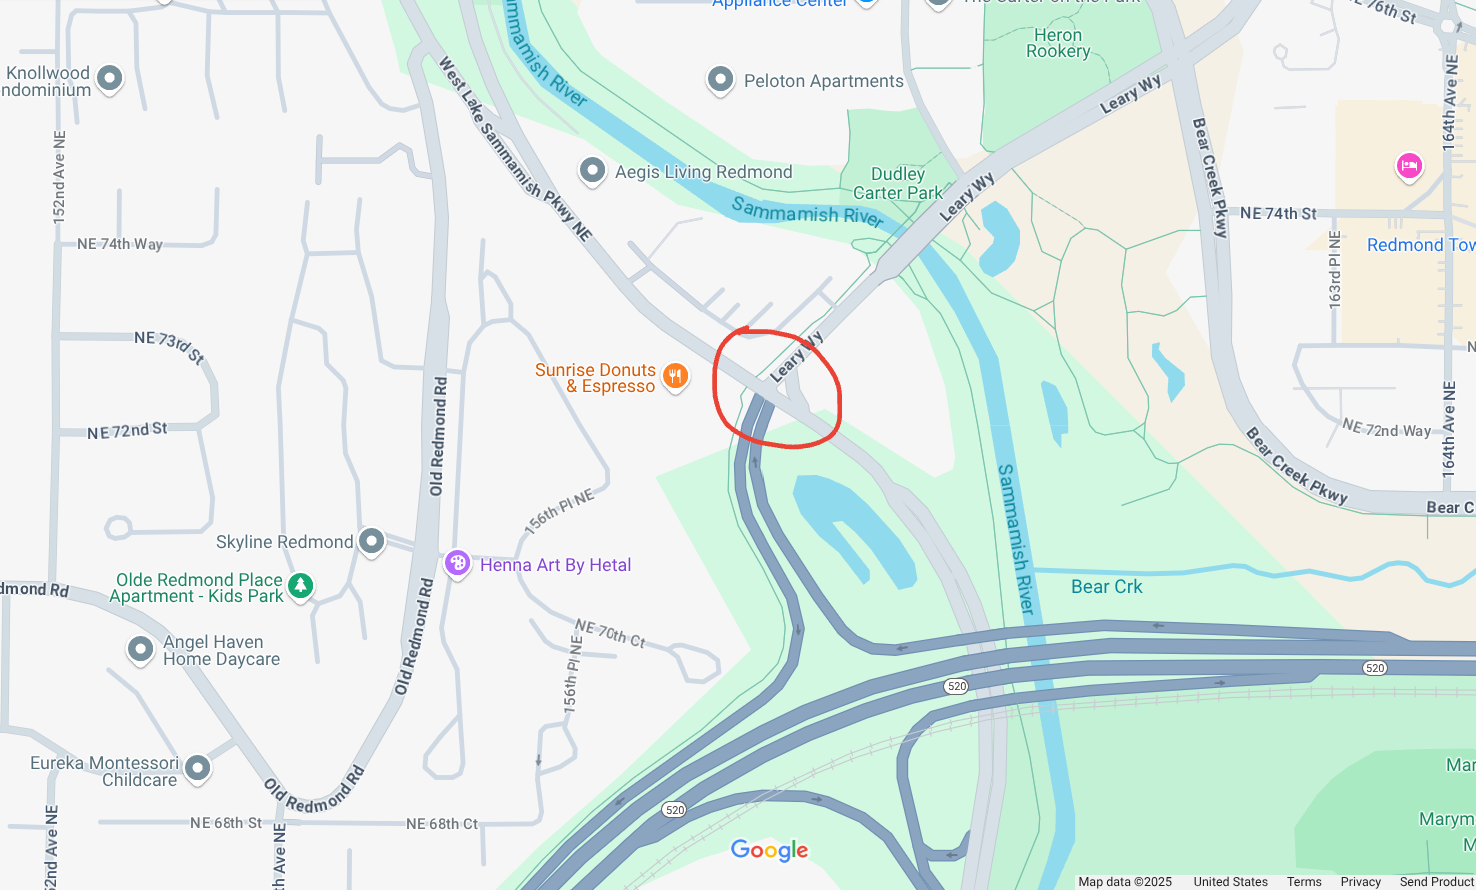 Appliance Center
76th St
Heron
Rookery
Knollwood
ndominium
Peloton Apartments
Sammamish River
West Lake Sammamish Pkwy NE
Leary Wy
164th Ave NE
152nd Ave NE
Aegis Living Redmond
Dudley
Carter Park
Bear Creek Pkwy
Sammamish River
Leary Wy
NE 74th St
NE 74th Way
Redmond Tow
163rd Pl NE
NE 73rd St
Leary Wy
Sunrise Donuts
& Espresso
Old Redmond Rd
NE 72nd St
NE 72nd Way
164th Ave NE
Bear Creek Pkwy
Bear C
156th Pl NE
Sammamish River
Skyline Redmond
Henna Art By Hetal
Olde Redmond Place
Apartment - Kids Park
dmond Rd
Bear Crk
Angel Haven
Home Daycare
Old Redmond Rd
NE 70th Ct
156th Pl NE
520
520
Eureka Montessori
Childcare
Old Redmond Rd
520
Mar
NE 68th St
NE 68th Ct
52nd Ave NE
th Ave NE
Marym
M
Google
Map data ©2025 United States Terms Privacy Send Product